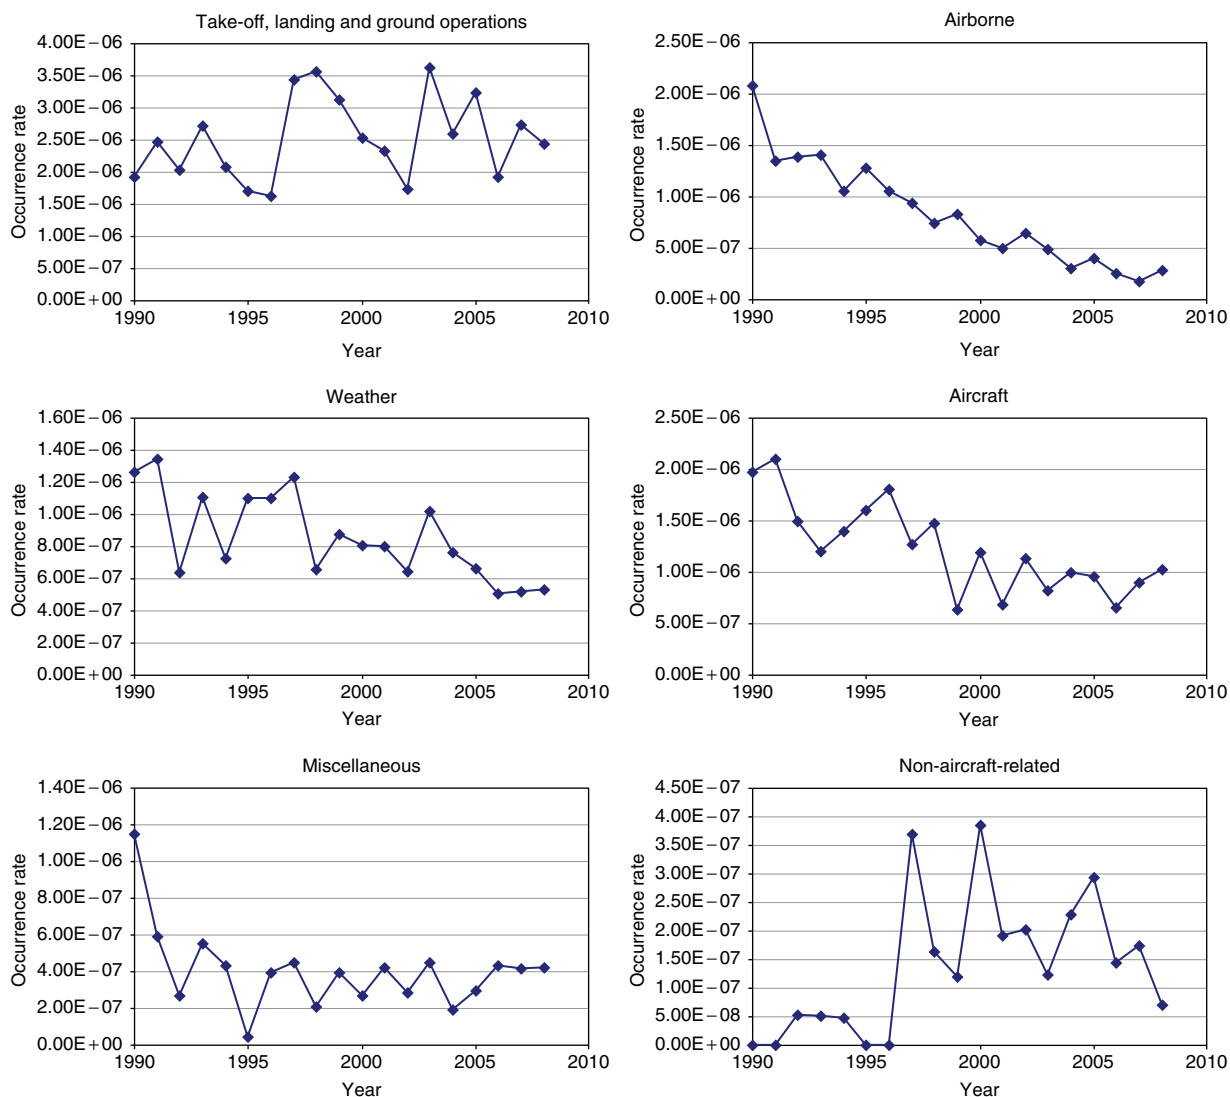 Take-off, landing and ground operations
4.00E−06
3.50E−06
3.00E−06
2.50E−06
2.00E−06
1.50E−06
1.00E−06
5.00E−07
0.00E+00
Occurrence rate
1990 1995 2000 2005 2010
Year
Airborne
2.50E−06
2.00E−06
1.50E−06
1.00E−06
5.00E−07
0.00E+00
Occurrence rate
1990 1995 2000 2005 2010
Year
Weather
1.60E−06
1.40E−06
1.20E−06
1.00E−06
8.00E−07
6.00E−07
4.00E−07
2.00E−07
0.00E+00
Occurrence rate
1990 1995 2000 2005 2010
Year
Aircraft
2.50E−06
2.00E−06
1.50E−06
1.00E−06
5.00E−07
0.00E+00
Occurrence rate
1990 1995 2000 2005 2010
Year
Miscellaneous
1.40E−06
1.20E−06
1.00E−06
8.00E−07
6.00E−07
4.00E−07
2.00E−07
0.00E+00
Occurrence rate
1990 1995 2000 2005 2010
Year
Non-aircraft-related
4.50E−07
4.00E−07
3.50E−07
3.00E−07
2.50E−07
2.00E−07
1.50E−07
1.00E−07
5.00E−08
0.00E+00
Occurrence rate
1990 1995 2000 2005 2010
Year